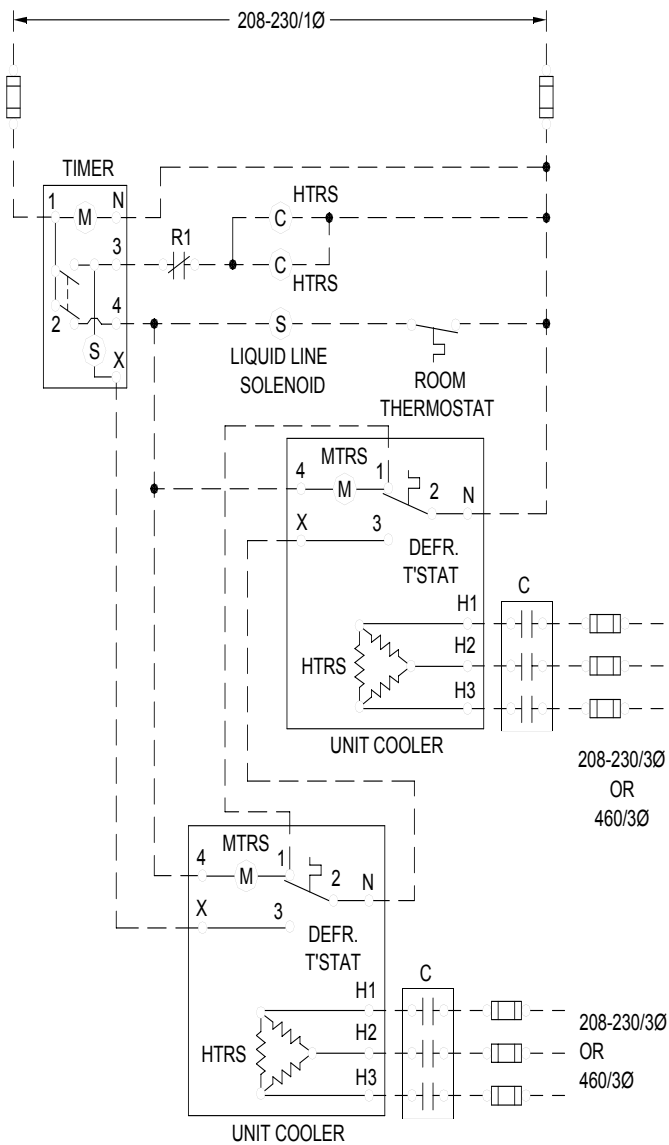 208-230/1Ø
TIMER
1
M
N
HTRS
C
3
R1
C
HTRS
2
4
S
LIQUID LINE
SOLENOID
ROOM
THERMOSTAT
S
X
MTRS
4
M
1
2
N
X
3
DEFR.
T'STAT
H1
H2
H3
HTRS
C
UNIT COOLER
208-230/3Ø
OR
460/3Ø
MTRS
4
M
1
2
N
X
3
DEFR.
T'STAT
H1
H2
H3
HTRS
C
208-230/3Ø
OR
460/3Ø
UNIT COOLER